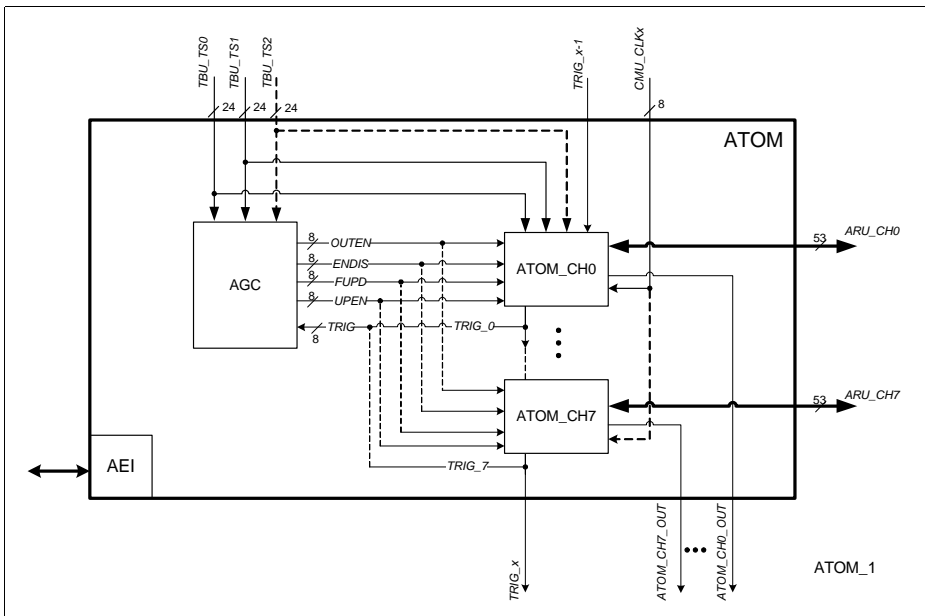 TBU_TS0
TBU_TS1
TBU_TS2
TRIG_x-1
CMU_CLKx
24
24
24
8
ATOM
AGC
8
OUTEN
8
ENDIS
8
FUPD
8
UPEN
8
TRIG
TRIG_0
ATOM_CH0
53
ARU_CH0
ATOM_CH7
53
ARU_CH7
TRIG_7
AEI
TRIG_x
ATOM_CH7_OUT
ATOM_CH0_OUT
ATOM_1